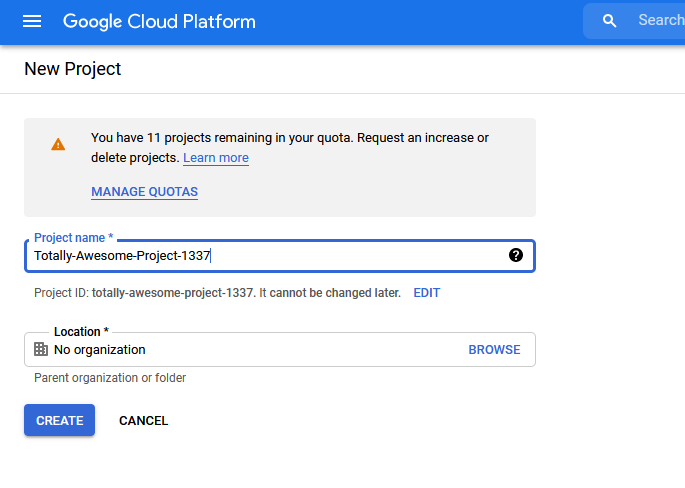 Google Cloud Platform
Search
New Project
You have 11 projects remaining in your quota. Request an increase or
delete projects. Learn more
MANAGE QUOTAS
Project name *
Totally-Awesome-Project-1337
Project ID: totally-awesome-project-1337. It cannot be changed later. EDIT
Location *
No organization BROWSE
Parent organization or folder
CREATE CANCEL